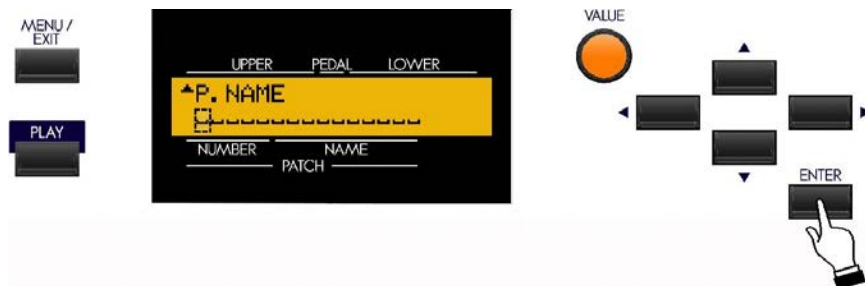 MENU /
EXIT
PLAY
UPPER PEDAL LOWER
P. NAME
NUMBER NAME
PATCH
VALUE
ENTER